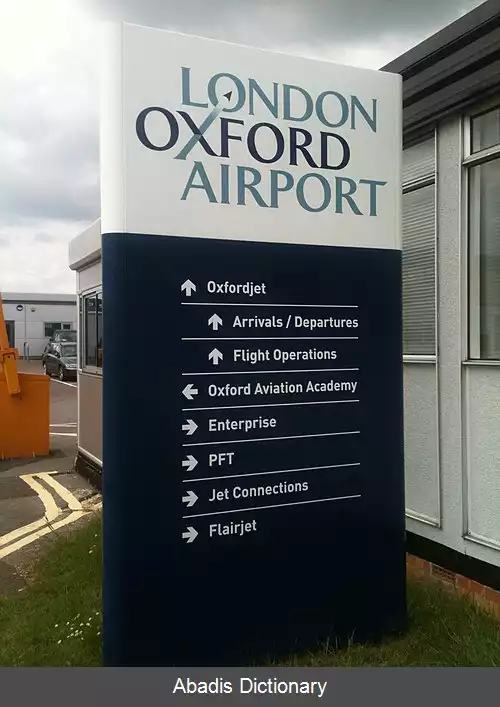 LONDON
OXFORD
AIRPORT
Oxfordjet
Arrivals / Departures
Flight Operations
Oxford Aviation Academy
Enterprise
PFT
Jet Connections
Flairjet
Abadis Dictionary